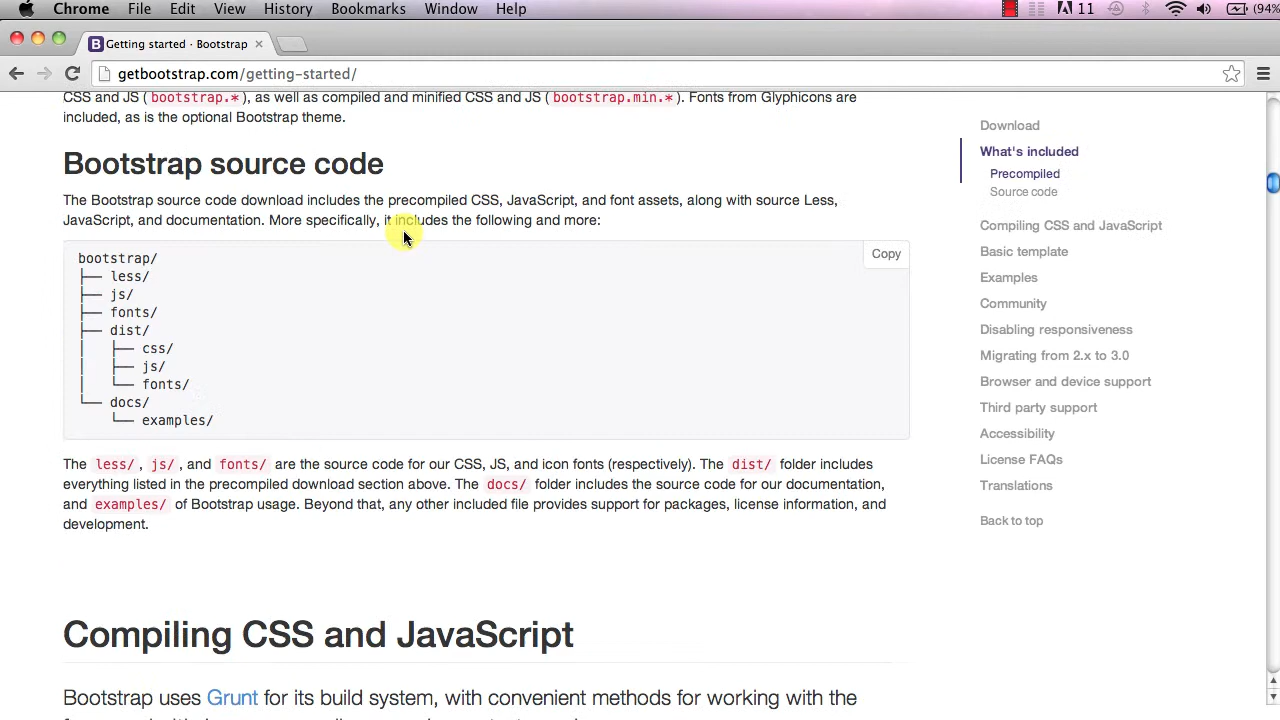 Chrome File Edit View History Bookmarks Window Help 11 (94%
Getting started · Bootstrap ×
getbootstrap.com/getting-started/
CSS and JS ( bootstrap.* ), as well as compiled and minified CSS and JS ( bootstrap.min.* ). Fonts from Glyphicons are
included, as is the optional Bootstrap theme.
Bootstrap source code
The Bootstrap source code download includes the precompiled CSS, JavaScript, and font assets, along with source Less,
JavaScript, and documentation. More specifically, it includes the following and more:
Copy
bootstrap/
├── less/
├── js/
├── fonts/
├── dist/
│   ├── css/
│   ├── js/
│   └── fonts/
└── docs/
    └── examples/
The less/ , js/ , and fonts/ are the source code for our CSS, JS, and icon fonts (respectively). The dist/ folder includes
everything listed in the precompiled download section above. The docs/ folder includes the source code for our documentation,
and examples/ of Bootstrap usage. Beyond that, any other included file provides support for packages, license information, and
development.
Compiling CSS and JavaScript
Bootstrap uses Grunt for its build system, with convenient methods for working with the
Download
What's included
Precompiled
Source code
Compiling CSS and JavaScript
Basic template
Examples
Community
Disabling responsiveness
Migrating from 2.x to 3.0
Browser and device support
Third party support
Accessibility
License FAQs
Translations
Back to top